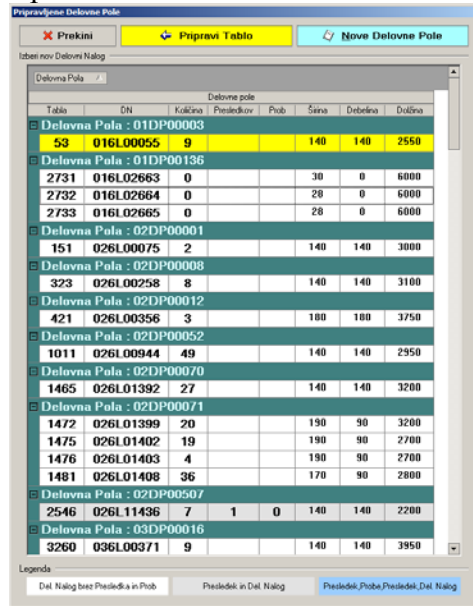 Pripravljene Delovne Pole
Prekini Pripravi Tablo Nove Delovne Pole
Izberi nov Delovni Nalog
Delovna Pola
Delovne pole
Tabla DN Količina Presledkov Prob Širina Debelina Dolžina
Delovna Pola : 01DP00003
53 016L00055 9 140 140 2550
Delovna Pola : 01DP00136
2731 016L02663 0 30 0 6000
2732 016L02664 0 28 0 6000
2733 016L02665 0 28 0 6000
Delovna Pola : 02DP00001
151 026L00075 2 140 140 3000
Delovna Pola : 02DP00008
323 026L00258 8 140 140 3100
Delovna Pola : 02DP00012
421 026L00356 3 180 180 3750
Delovna Pola : 02DP00052
1011 026L00944 49 140 140 2950
Delovna Pola : 02DP00070
1465 026L01392 27 140 140 3200
Delovna Pola : 02DP00071
1472 026L01399 20 190 90 3200
1475 026L01402 19 190 90 2700
1476 026L01403 4 190 90 2700
1481 026L01408 36 170 90 2800
Delovna Pola : 02DP00507
2546 026L11436 7 1 0 140 140 2200
Delovna Pola : 03DP00016
3260 036L00371 9 140 140 3950
Legenda
Del. Nalog brez Presledka in Prob Presledek in Del. Nalog Presledek,Probe,Presledek,Del. Nalog